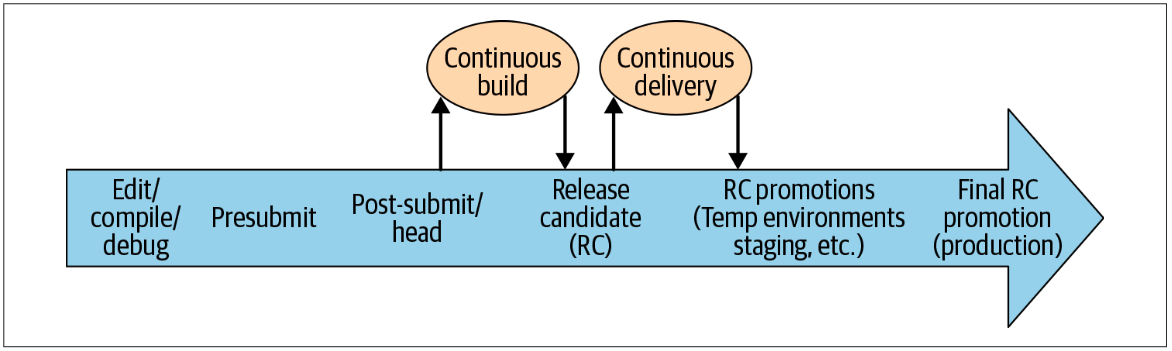 Continuous
build
Continuous
delivery
Edit/
compile/
debug
Presubmit
Post-submit/
head
Release
candidate
(RC)
RC promotions
(Temp environments
staging, etc.)
Final RC
promotion
(production)